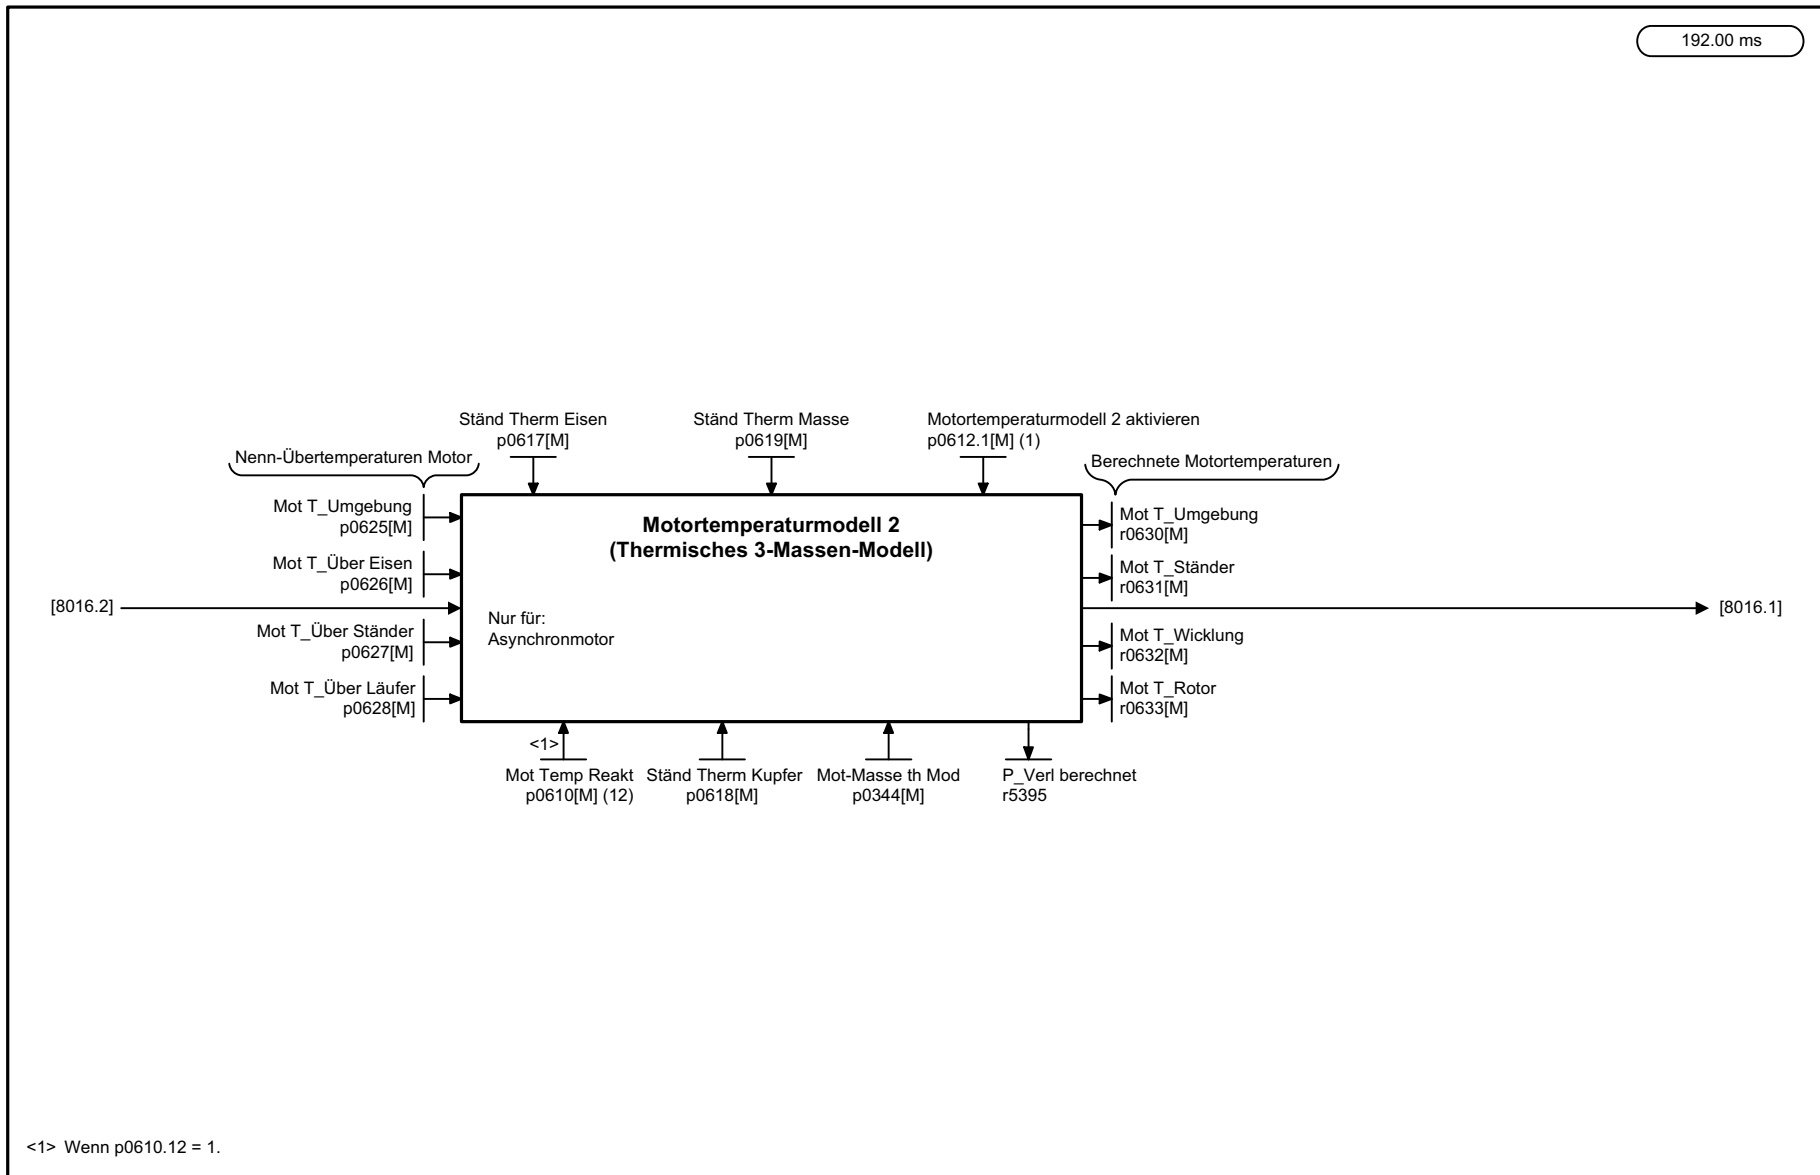 192.00 ms
Ständ Therm Eisen
p0617[M]
Ständ Therm Masse
p0619[M]
Motortemperaturmodell 2 aktivieren
p0612.1[M] (1)
Nenn-Übertemperaturen Motor
Berechnete Motortemperaturen
Mot T_Umgebung
p0625[M]
Mot T_Über Eisen
p0626[M]
[8016.2]
Mot T_Über Ständer
p0627[M]
Mot T_Über Läufer
p0628[M]
Motortemperaturmodell 2
(Thermisches 3-Massen-Modell)
Nur für:
Asynchronmotor
Mot T_Umgebung
r0630[M]
Mot T_Ständer
r0631[M]
[8016.1]
Mot T_Wicklung
r0632[M]
Mot T_Rotor
r0633[M]
<1>
Mot Temp Reakt
p0610[M] (12)
Ständ Therm Kupfer
p0618[M]
Mot-Masse th Mod
p0344[M]
P_Verl berechnet
r5395
<1> Wenn p0610.12 = 1.